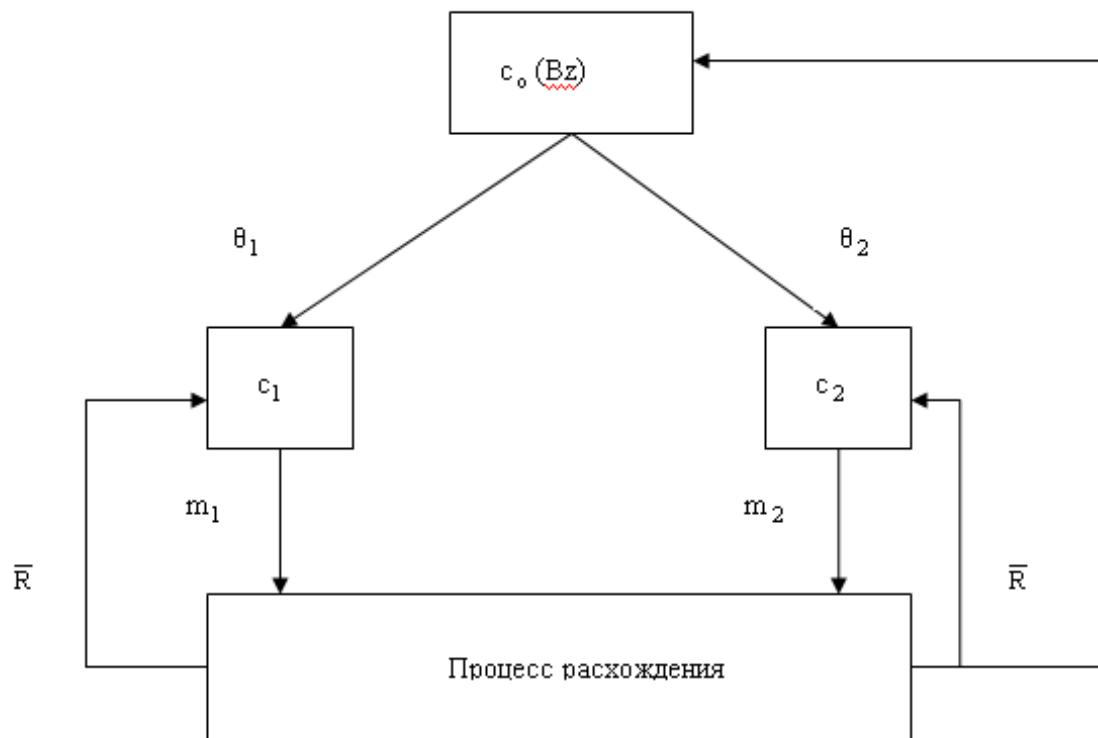 c₀ (Bz)
θ₁ θ₂
c₁ c₂
m₁ m₂
R̅ R̅
Процесс расхождения